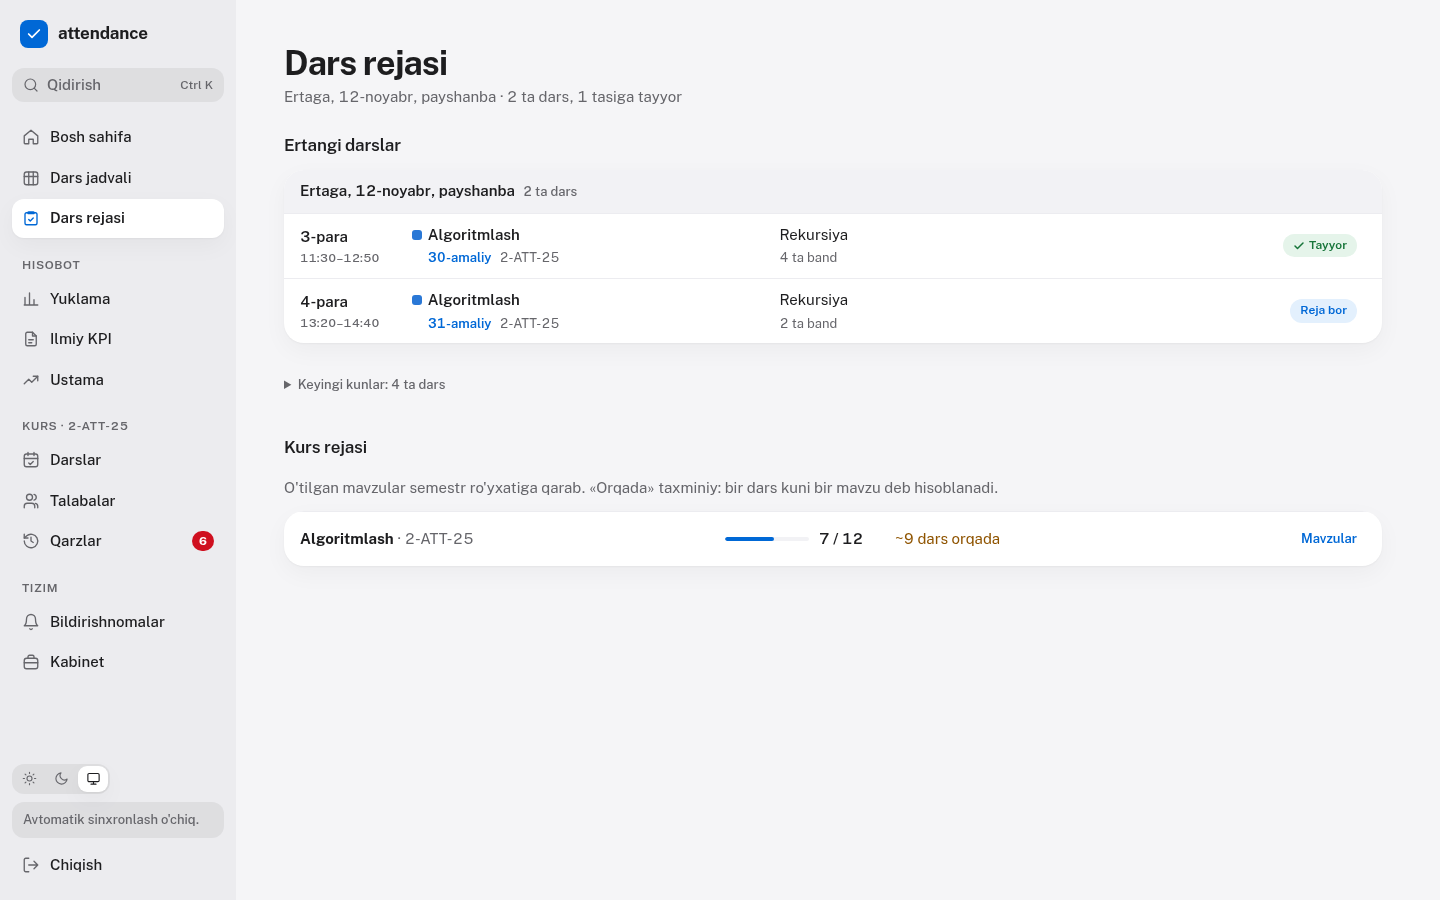 attendance
Qidirish Ctrl K
Bosh sahifa
Dars jadvali
Dars rejasi
HISOBOT
Yuklama
Ilmiy KPI
Ustama
KURS · 2-ATT-25
Darslar
Talabalar
Qarzlar 6
TIZIM
Bildirishnomalar
Kabinet
Avtomatik sinxronlash o'chiq.
Chiqish
Dars rejasi
Ertaga, 12-noyabr, payshanba · 2 ta dars, 1 tasiga tayyor
Ertangi darslar
Ertaga, 12-noyabr, payshanba 2 ta dars
3-para Algoritmlash Rekursiya Tayyor
11:30–12:50 30-amaliy 2-ATT-25 4 ta band
4-para Algoritmlash Rekursiya Reja bor
13:20–14:40 31-amaliy 2-ATT-25 2 ta band
Keyingi kunlar: 4 ta dars
Kurs rejasi
O'tilgan mavzular semestr ro'yxatiga qarab. «Orqada» taxminiy: bir dars kuni bir mavzu deb hisoblanadi.
Algoritmlash · 2-ATT-25 7 / 12 ~9 dars orqada Mavzular